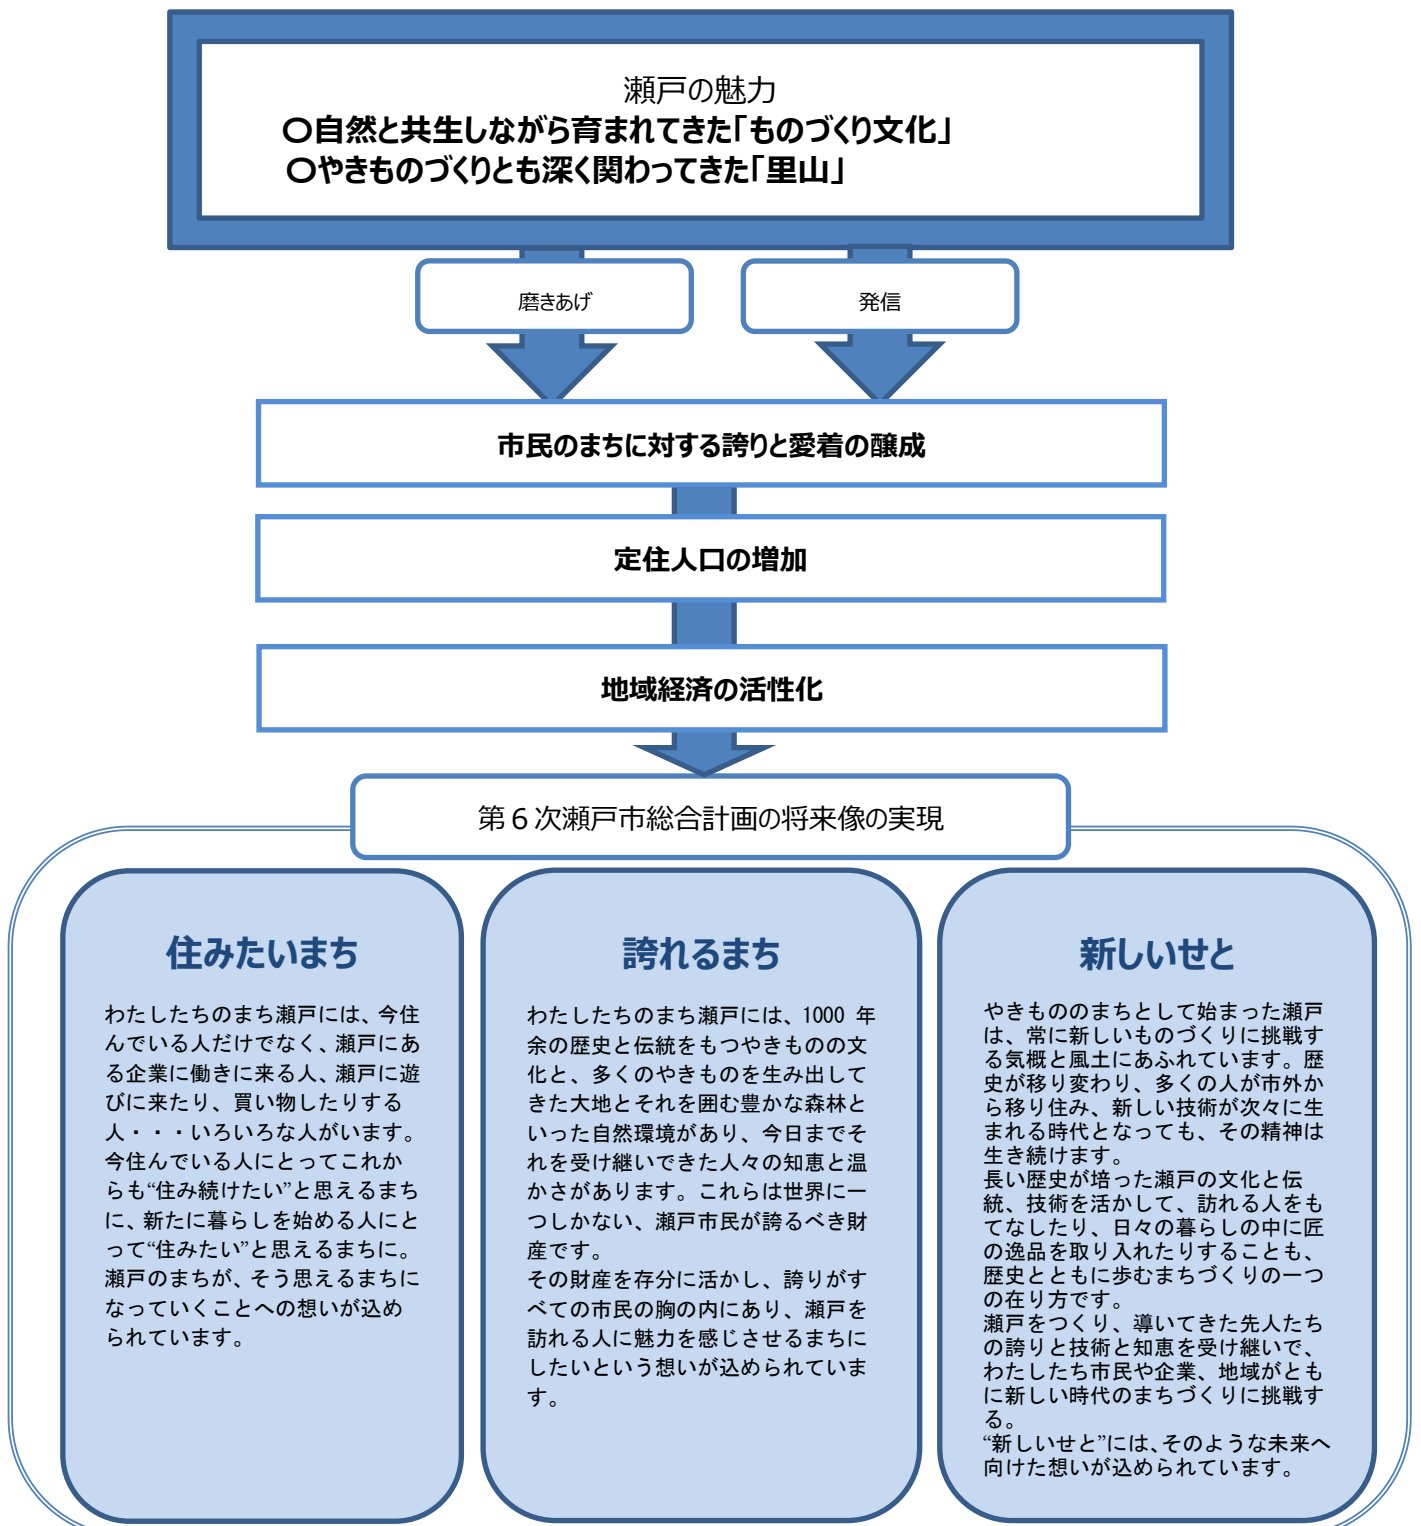 瀬戸の魅力
〇自然と共生しながら育まれてきた「ものづくり文化」
〇やきものづくりとも深く関わってきた「里山」
磨きあげ
発信
市民のまちに対する誇りと愛着の醸成
定住人口の増加
地域経済の活性化
第６次瀬戸市総合計画の将来像の実現
住みたいまち
わたしたちのまち瀬戸には、今住
んでいる人だけでなく、瀬戸にあ
る企業に働きに来る人、瀬戸に遊
びに来たり、買い物したりする
人・・・いろいろな人がいます。
今住んでいる人にとってこれか
らも“住み続けたい”と思えるまち
に、新たに暮らしを始める人にと
って“住みたい”と思えるまちに。
瀬戸のまちが、そう思えるまちに
なっていくことへの想いが込め
られています。
誇れるまち
わたしたちのまち瀬戸には、1000 年
余の歴史と伝統をもつやきものの文
化と、多くのやきものを生み出して
きた大地とそれを囲む豊かな森林と
いった自然環境があり、今日までそ
れを受け継いできた人々の知恵と温
かさがあります。これらは世界に一
つしかない、瀬戸市民が誇るべき財
産です。
その財産を存分に活かし、誇りがす
べての市民の胸の内にあり、瀬戸を
訪れる人に魅力を感じさせるまちに
したいという想いが込められていま
す。
新しいせと
やきもののまちとして始まった瀬戸
は、常に新しいものづくりに挑戦す
る気概と風土にあふれています。歴
史が移り変わり、多くの人が市外か
ら移り住み、新しい技術が次々に生
まれる時代となっても、その精神は
生き続けます。
長い歴史が培った瀬戸の文化と伝
統、技術を活かして、訪れる人をも
てなしたり、日々の暮らしの中に匠
の逸品を取り入れたりすることも、
歴史とともに歩むまちづくりの一つ
の在り方です。
瀬戸をつくり、導いてきた先人たち
の誇りと技術と知恵を受け継いで、
わたしたち市民や企業、地域がとも
に新しい時代のまちづくりに挑戦す
る。
“新しいせと”には、そのような未来へ
向けた想いが込められています。